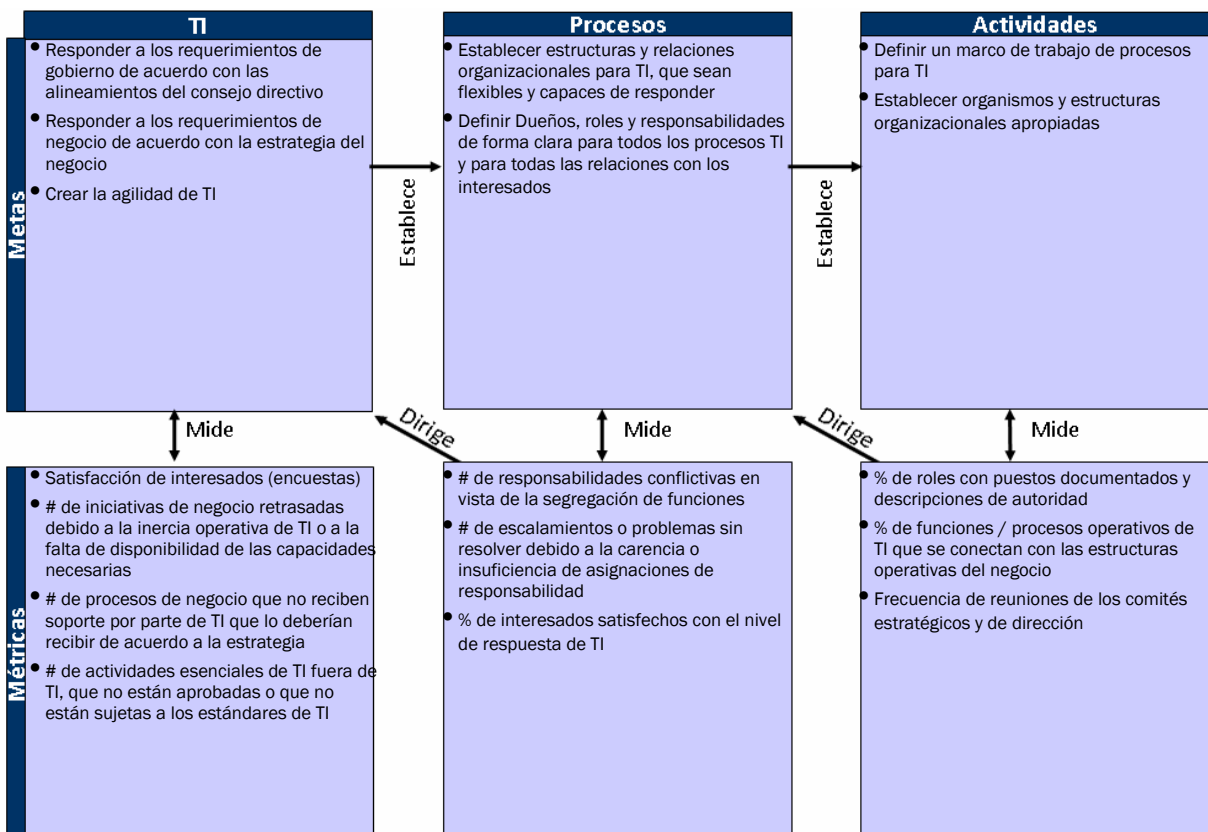 TI
Procesos
Actividades
Metas
• Responder a los requerimientos de
gobierno de acuerdo con las
alineamientos del consejo directivo
• Responder a los requerimientos de
negocio de acuerdo con la estrategia del
negocio
• Crear la agilidad de TI
Establece
• Establecer estructuras y relaciones
organizacionales para TI, que sean
flexibles y capaces de responder
• Definir Dueños, roles y responsabilidades
de forma clara para todos los procesos TI
y para todas las relaciones con los
interesados
Establece
• Definir un marco de trabajo de procesos
para TI
• Establecer organismos y estructuras
organizacionales apropiadas
Mide
Dirige
Mide
Dirige
Mide
Métricas
• Satisfacción de interesados (encuestas)
• # de iniciativas de negocio retrasadas
debido a la inercia operativa de TI o a la
falta de disponibilidad de las capacidades
necesarias
• # de procesos de negocio que no reciben
soporte por parte de TI que lo deberían
recibir de acuerdo a la estrategia
• # de actividades esenciales de TI fuera de
TI, que no están aprobadas o que no
están sujetas a los estándares de TI
• # de responsabilidades conflictivas en
vista de la segregación de funciones
• # de escalamientos o problemas sin
resolver debido a la carencia o
insuficiencia de asignaciones de
responsabilidad
• % de interesados satisfechos con el nivel
de respuesta de TI
• % de roles con puestos documentados y
descripciones de autoridad
• % de funciones / procesos operativos de
TI que se conectan con las estructuras
operativas del negocio
• Frecuencia de reuniones de los comités
estratégicos y de dirección